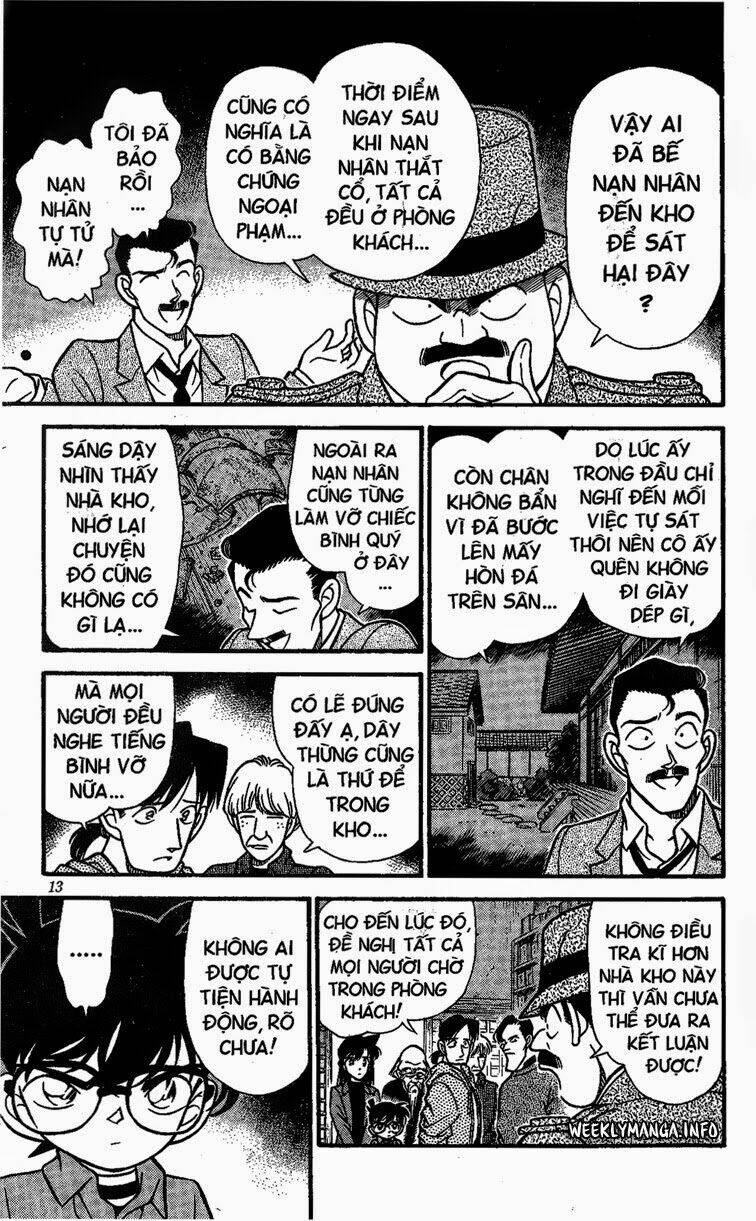 VẬY AI
ĐÃ BẾ
NẠN NHÂN
ĐẾN KHO
ĐỂ SÁT
HẠI ĐÂY
?
THỜI ĐIỂM
NGAY SAU
KHI NẠN
NHÂN THẮT
CỔ, TẤT CẢ
ĐỀU Ở PHÒNG
KHÁCH...
CŨNG CÓ
NGHĨA LÀ
CÓ BẰNG
CHỨNG
NGOẠI
PHẠM...
TÔI ĐÃ
BẢO
RỒI
...
NẠN
NHÂN
TỰ TỬ
MÀ!
DO LÚC ẤY
TRONG ĐẦU CHỈ
NGHĨ ĐẾN MỖI
VIỆC TỰ SÁT
THÔI NÊN CÔ ẤY
QUÊN KHÔNG
ĐI GIÀY
DÉP GÌ,
CÒN CHÂN
KHÔNG BẨN
VÌ ĐÃ BƯỚC
LÊN MẤY
HÒN ĐÁ
TRÊN SÂN...
NGOÀI RA
NẠN NHÂN
CŨNG TỪNG
LÀM VỠ CHIẾC
BÌNH QUÝ
Ở ĐÂY
...
SÁNG DẬY
NHÌN THẤY
NHÀ KHO,
NHỚ LẠI
CHUYỆN
ĐÓ CŨNG
KHÔNG CÓ
GÌ LẠ...
CÓ LẼ ĐÚNG
ĐẤY Ạ, DÂY
THỪNG CŨNG
LÀ THỨ ĐỂ
TRONG
KHO...
MÀ MỌI
NGƯỜI ĐỀU
NGHE TIẾNG
BÌNH VỠ
NỮA...
13
KHÔNG ĐIỀU
TRA KĨ HƠN
NHÀ KHO NÀY
THÌ VẪN CHƯA
THỂ ĐƯA RA
KẾT LUẬN
ĐƯỢC!
CHO ĐẾN LÚC ĐÓ,
ĐỀ NGHỊ TẤT CẢ
MỌI NGƯỜI CHỜ
TRONG PHÒNG
KHÁCH!
WEEKLYMANGA.INFO
KHÔNG AI
ĐƯỢC TỰ
TIỆN HÀNH
ĐỘNG, RÕ
CHƯA!
.....